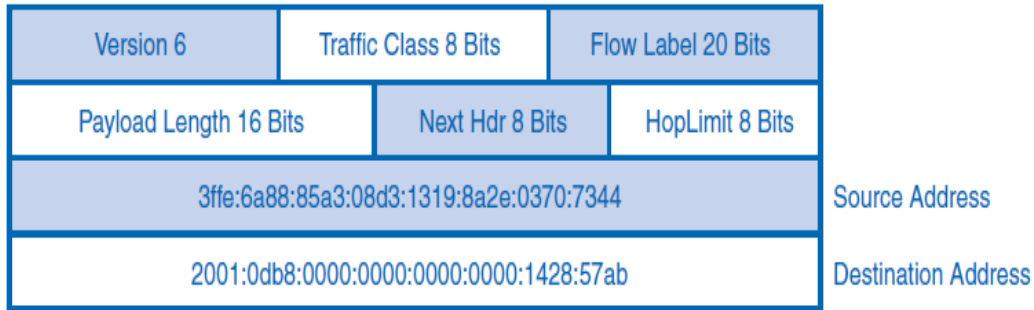 Version 6 Traffic Class 8 Bits Flow Label 20 Bits
Payload Length 16 Bits Next Hdr 8 Bits HopLimit 8 Bits
3ffe:6a88:85a3:08d3:1319:8a2e:0370:7344 Source Address
2001:0db8:0000:0000:0000:0000:1428:57ab Destination Address